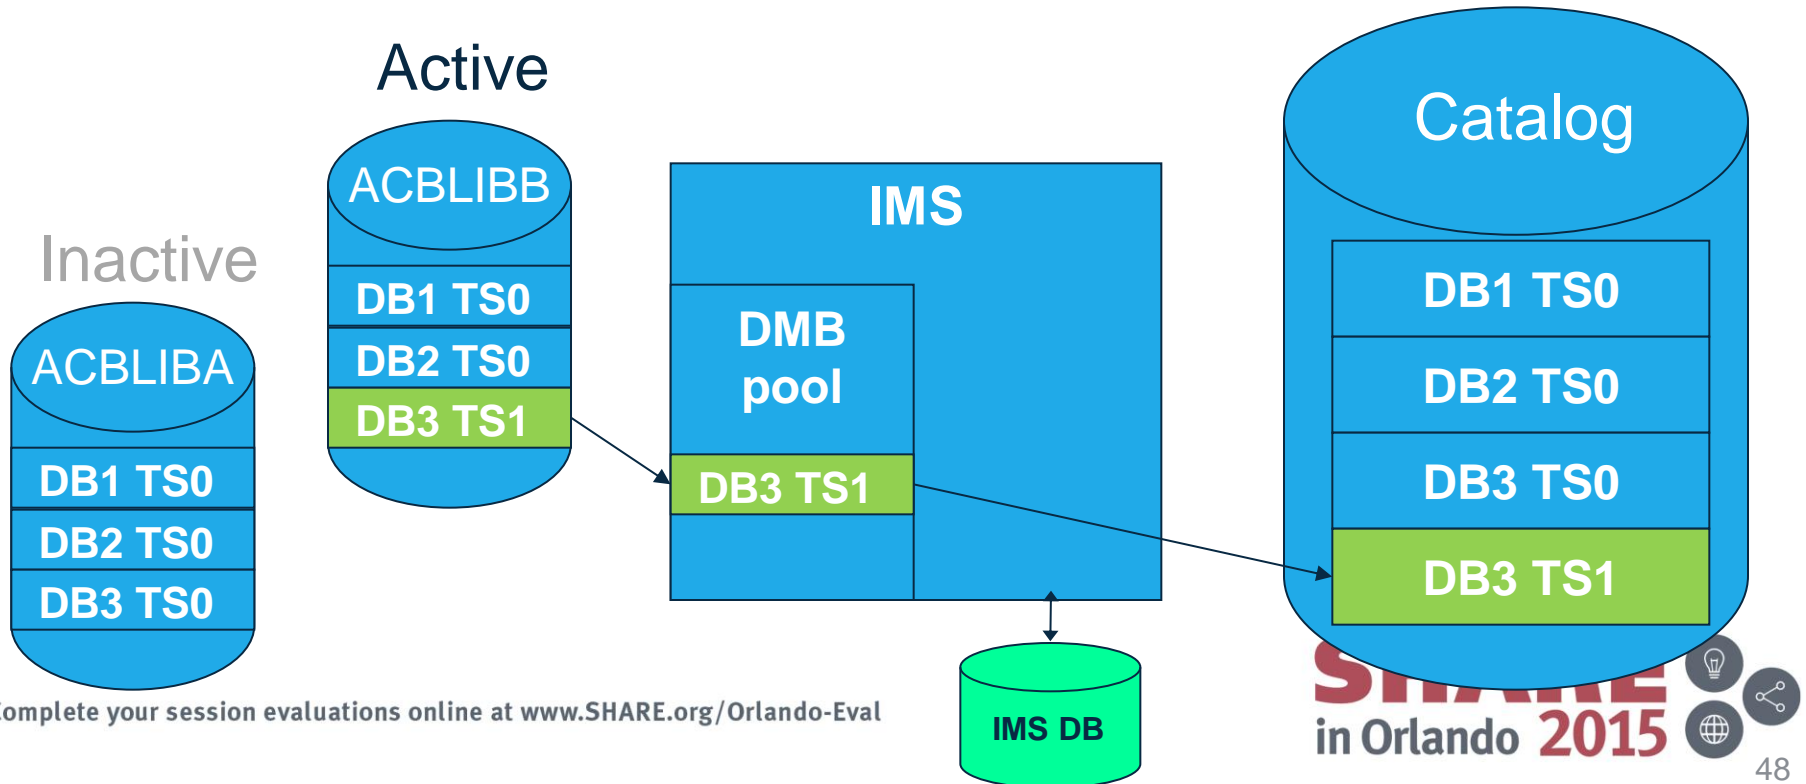 Active
Inactive
ACBLIBB
DB1 TS0
DB2 TS0
DB3 TS1
ACBLIBA
DB1 TS0
DB2 TS0
DB3 TS0
IMS
DMB
pool
DB3 TS1
IMS DB
Catalog
DB1 TS0
DB2 TS0
DB3 TS0
DB3 TS1
Complete your session evaluations online at www.SHARE.org/Orlando-Eval
SHARE
in Orlando 2015
48